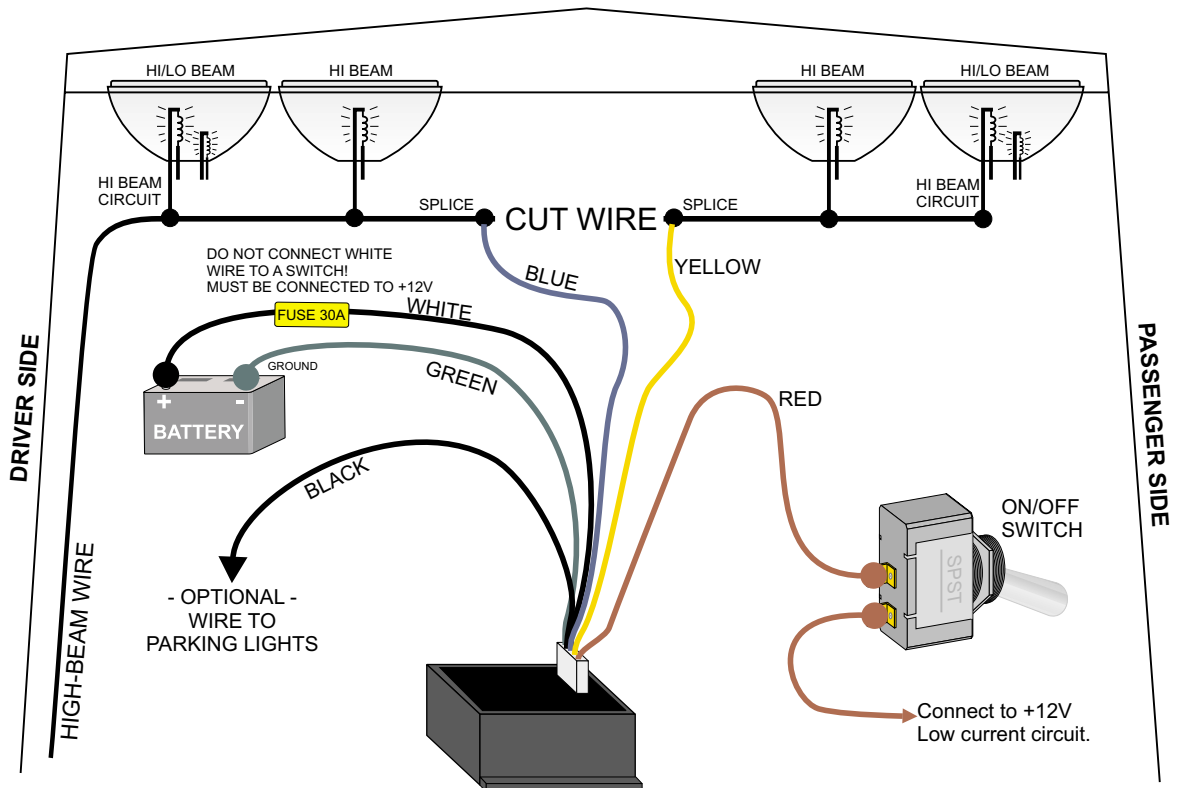 HI/LO BEAM
HI BEAM
HI BEAM
HI/LO BEAM
HI BEAM
CIRCUIT
SPLICE
CUT WIRE
SPLICE
HI BEAM
CIRCUIT
DO NOT CONNECT WHITE
WIRE TO A SWITCH!
MUST BE CONNECTED TO +12V
BLUE
YELLOW
FUSE 30A
WHITE
GROUND
GREEN
+
-
BATTERY
RED
DRIVER SIDE
PASSENGER SIDE
BLACK
ON/OFF
SWITCH
SPST
HIGH-BEAM WIRE
- OPTIONAL -
WIRE TO
PARKING LIGHTS
Connect to +12V
Low current circuit.